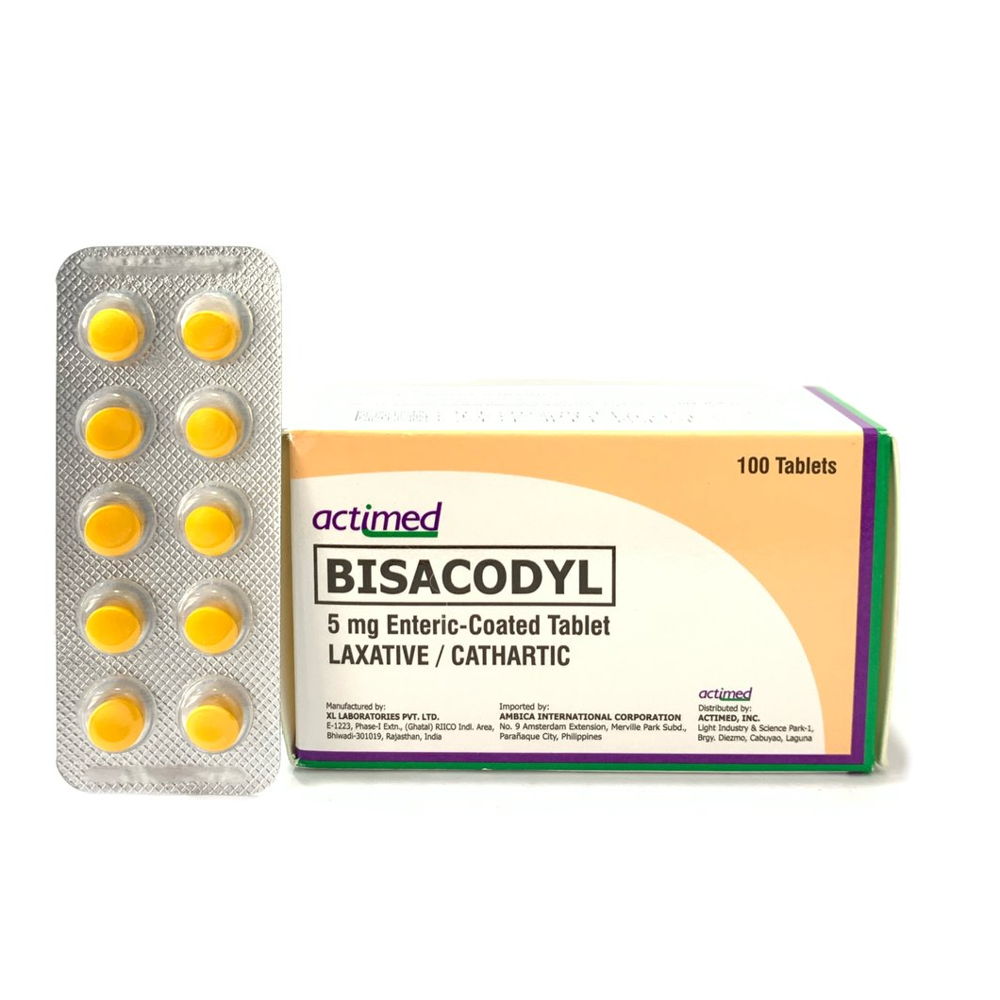 100 Tablets
actimed
BISACODYL
5 mg Enteric-Coated Tablet
LAXATIVE / CATHARTIC
Manufactured by:
XL LABORATORIES PVT. LTD.
E-1223, Phase-I Extn., (Ghatal) RIICO Indl. Area,
Bhiwadi-301019, Rajasthan, India
Imported by:
AMBICA INTERNATIONAL CORPORATION
No. 9 Amsterdam Extension, Merville Park Subd.,
Parañaque City, Philippines
actimed
Distributed by:
ACTIMED, INC.
Light Industry & Science Park-1,
Brgy. Diezmo, Cabuyao, Laguna